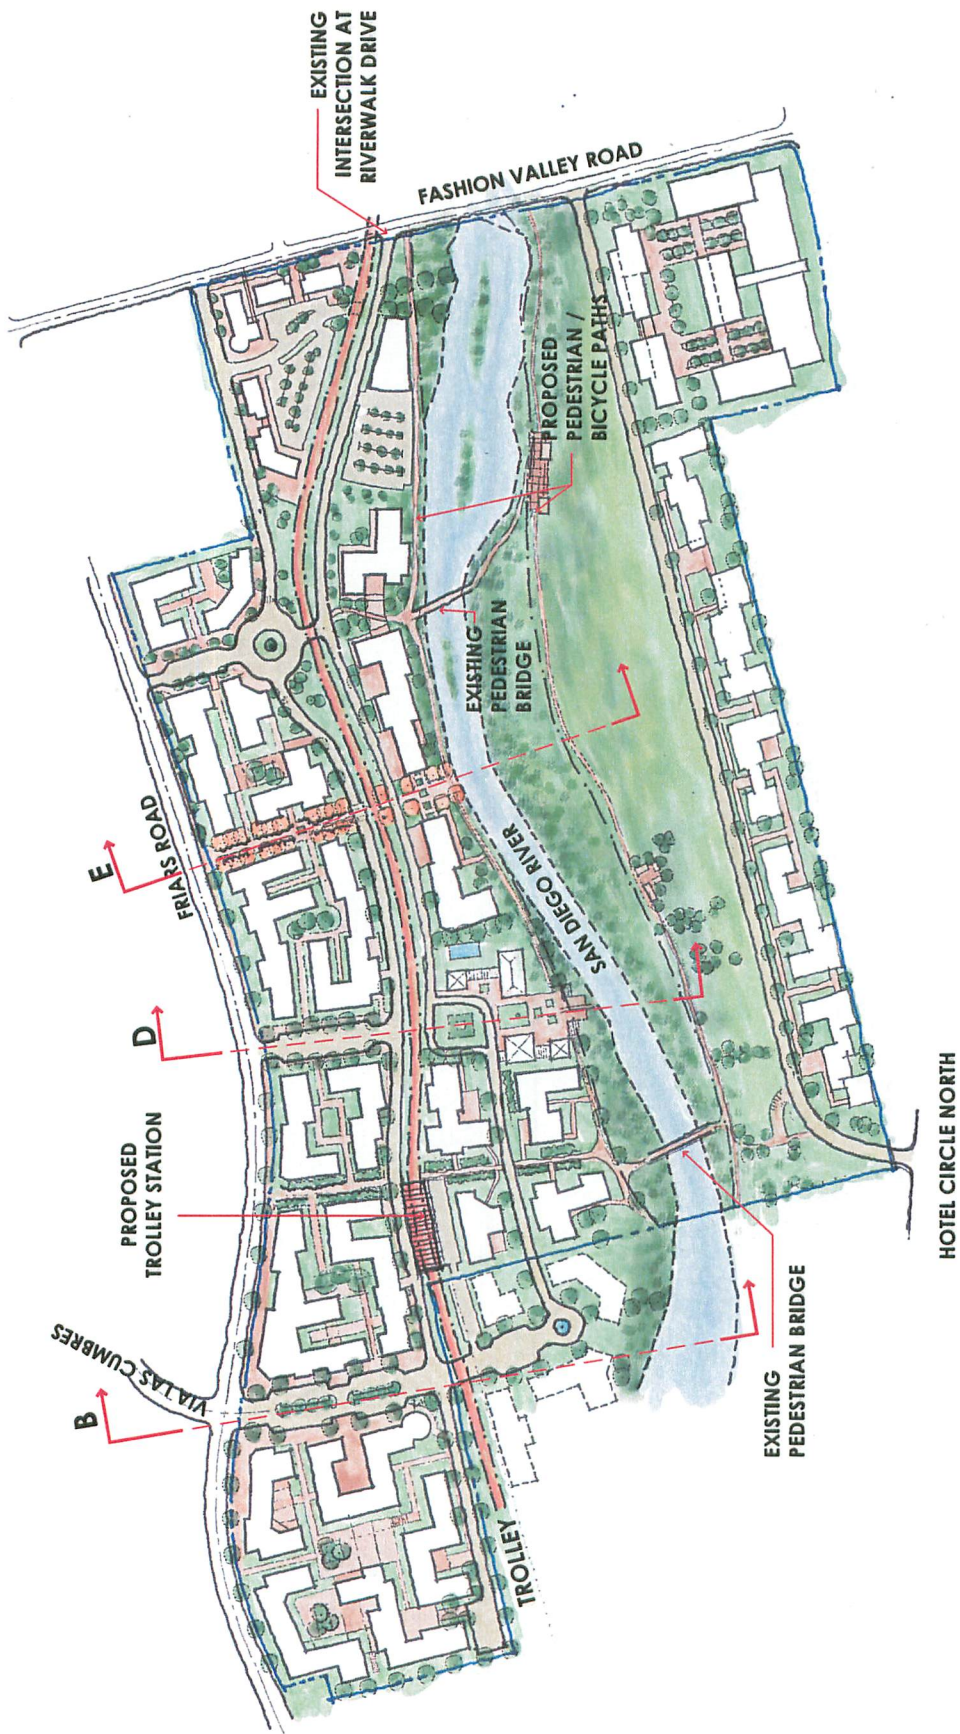 EXISTING
INTERSECTION AT
RIVERWALK DRIVE
FASHION VALLEY ROAD
E
FRIARS ROAD
D
PROPOSED
TROLLEY STATION
VIA LAS CUMBRES
B
PROPOSED
PEDESTRIAN /
BICYCLE PATHS
EXISTING
PEDESTRIAN
BRIDGE
SAN DIEGO RIVER
TROLLEY
EXISTING
PEDESTRIAN BRIDGE
HOTEL CIRCLE NORTH